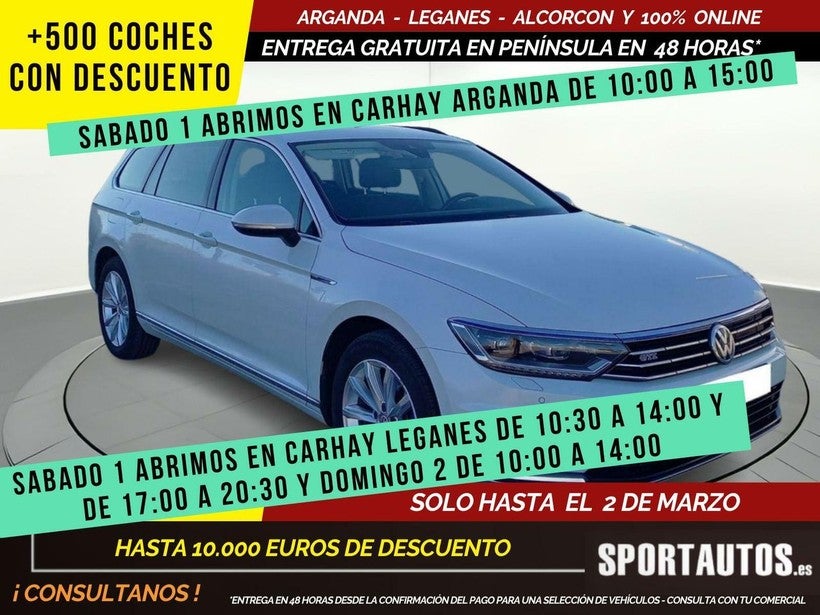 +500 COCHES
CON DESCUENTO
ARGANDA - LEGANES - ALCORCON Y 100% ONLINE
ENTREGA GRATUITA EN PENÍNSULA EN 48 HORAS*
SABADO 1 ABRIMOS EN CARHAY ARGANDA DE 10:00 A 15:00
GTE
SABADO 1 ABRIMOS EN CARHAY LEGANES DE 10:30 A 14:00 Y
DE 17:00 A 20:30 Y DOMINGO 2 DE 10:00 A 14:00
SOLO HASTA EL 2 DE MARZO
HASTA 10.000 EUROS DE DESCUENTO
SPORTAUTOS.es
¡ CONSULTANOS !
*ENTREGA EN 48 HORAS DESDE LA CONFIRMACIÓN DEL PAGO PARA UNA SELECCIÓN DE VEHÍCULOS - CONSULTA CON TU COMERCIAL